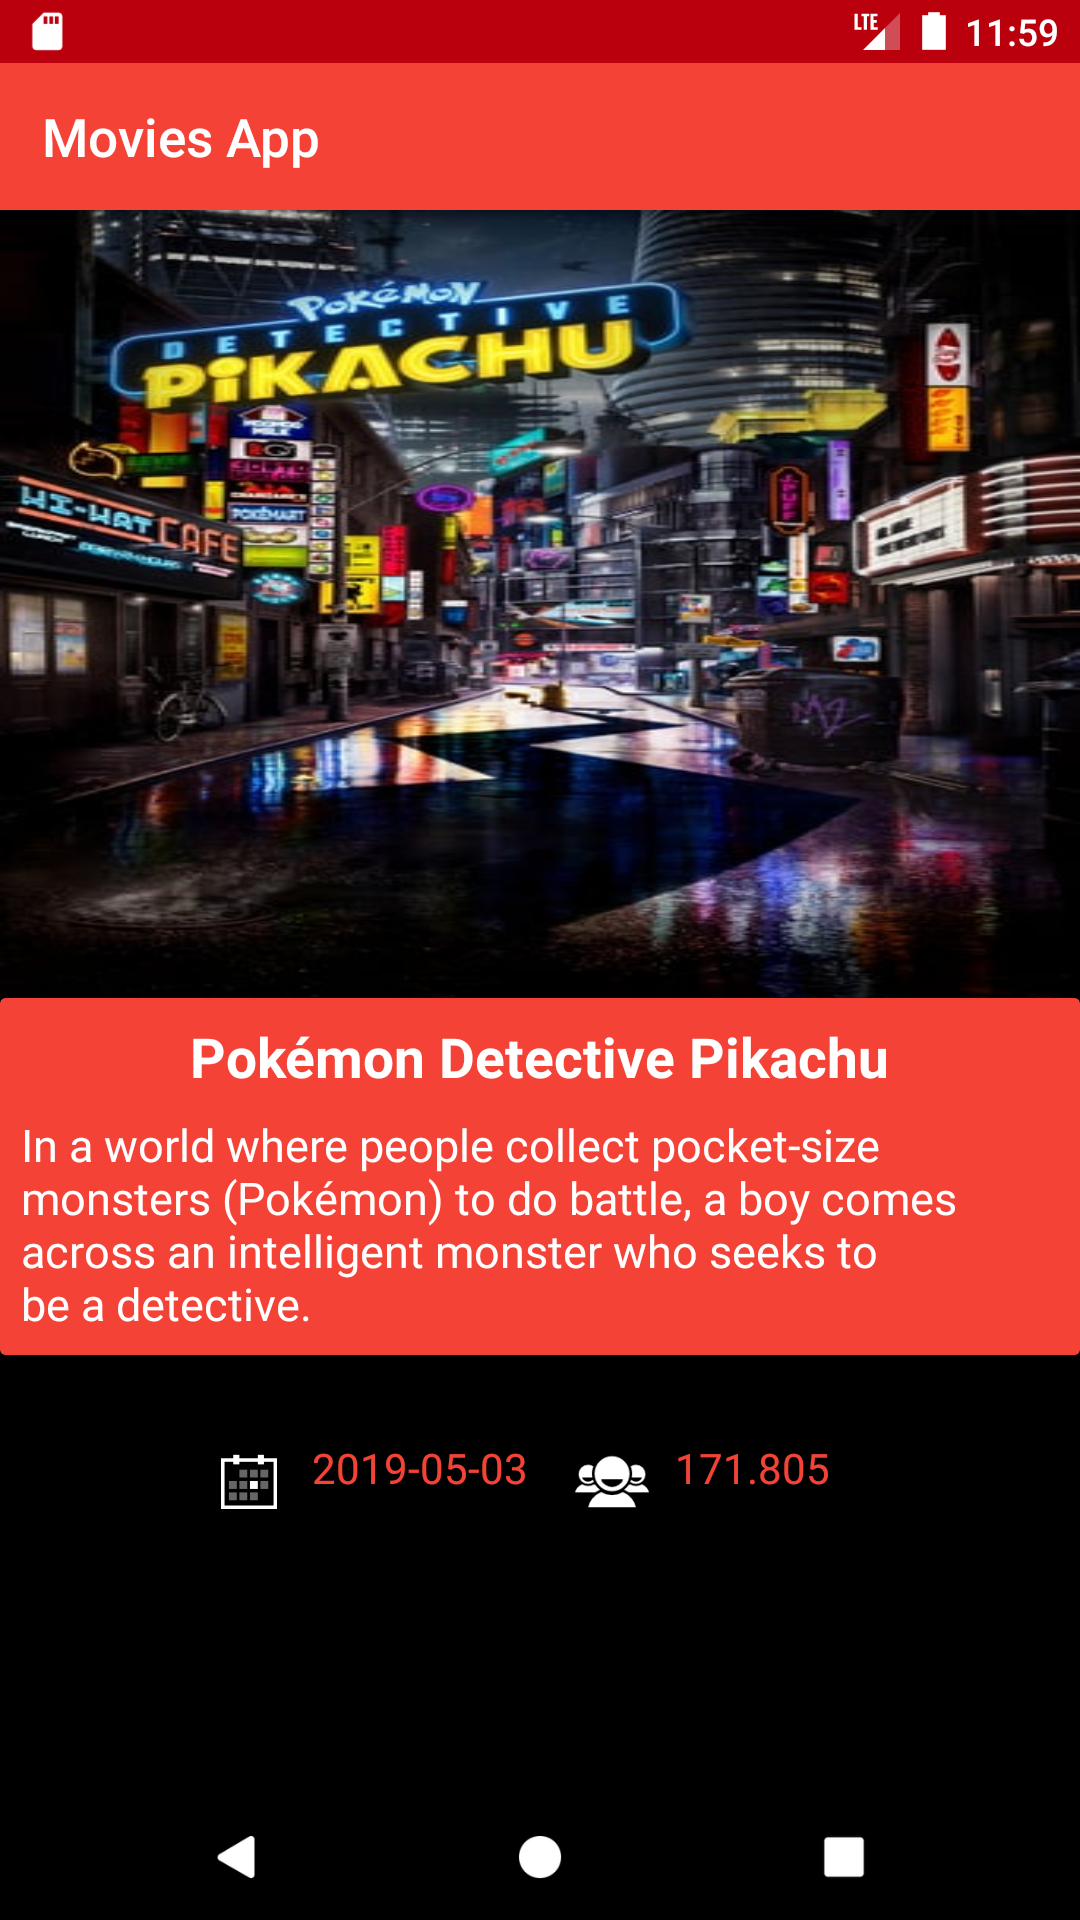 LTE 11:59
Movies App
POKéMON
DETECTIVE
PIKACHU
HI-HAT CAFE
POKÉMART
Pokémon Detective Pikachu
In a world where people collect pocket-size
monsters (Pokémon) to do battle, a boy comes
across an intelligent monster who seeks to
be a detective.
2019-05-03
171.805